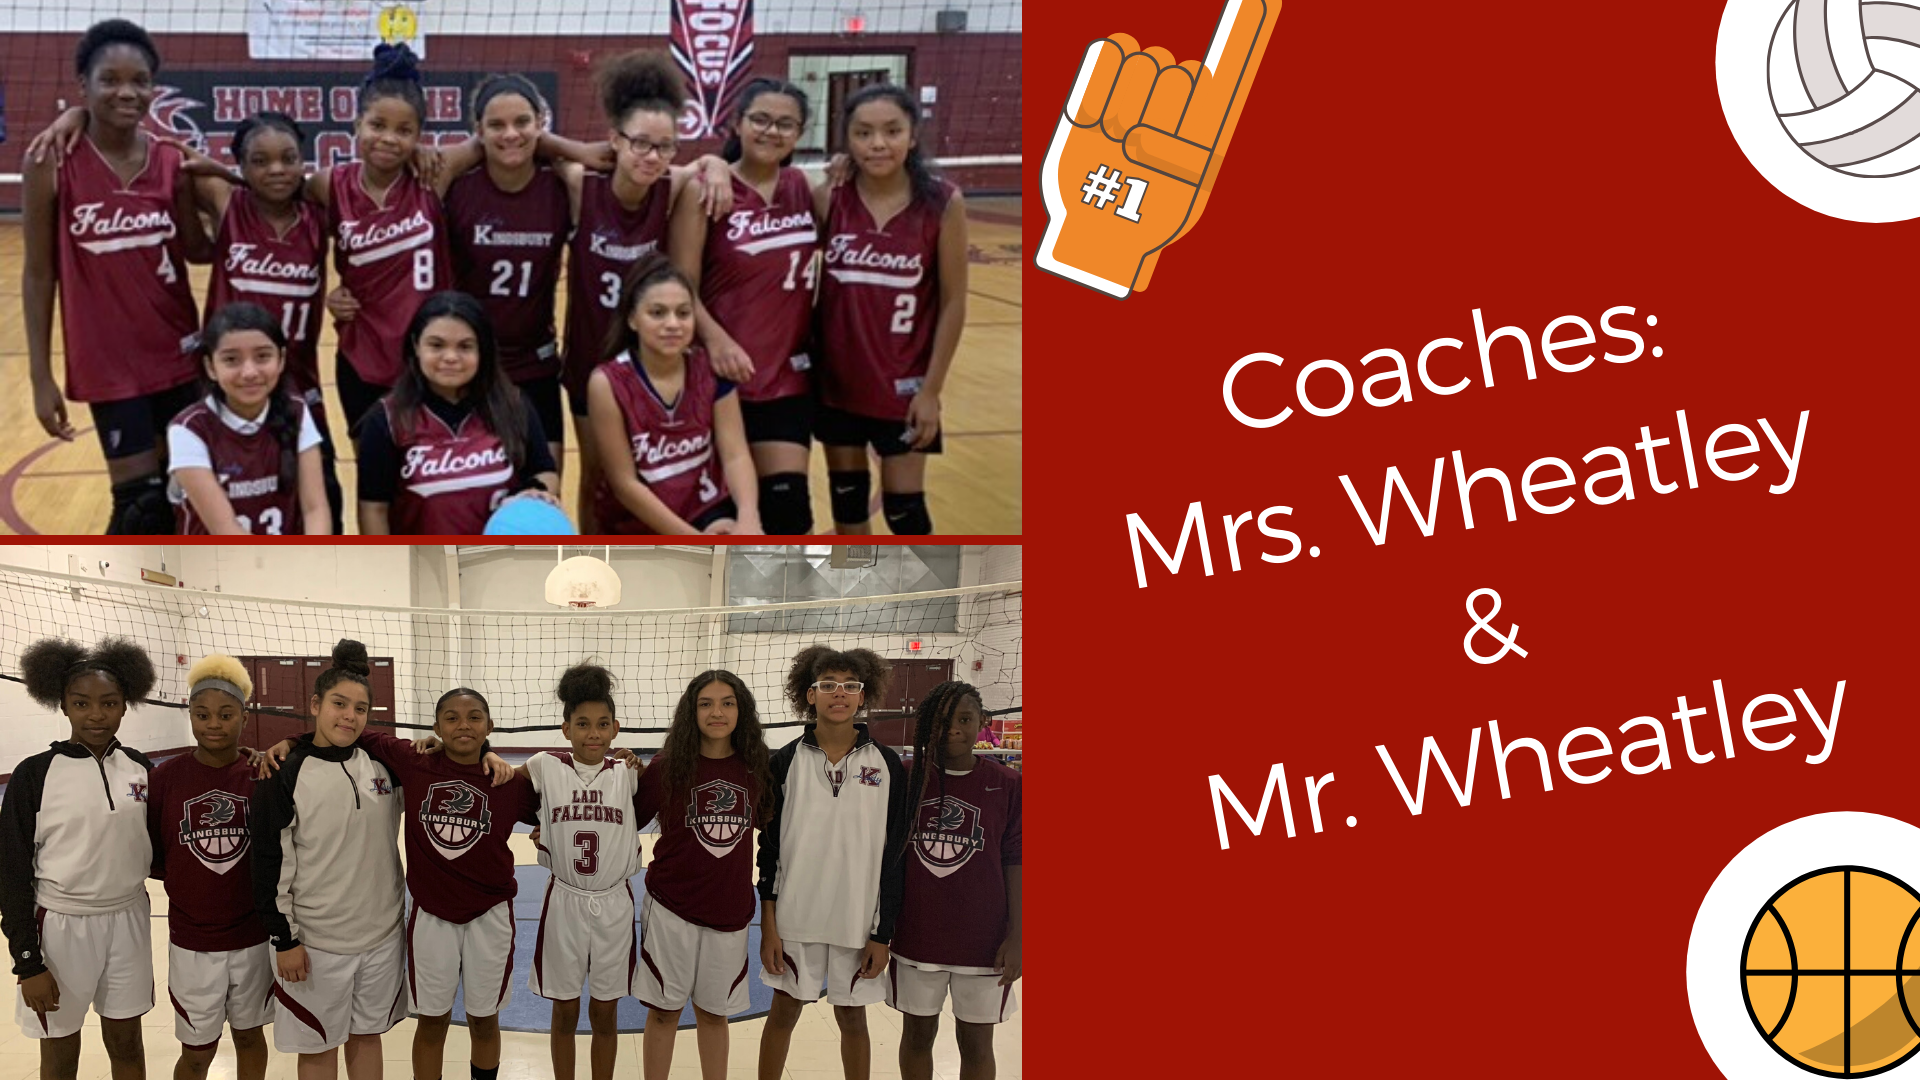 FOCUS
HOME OF THE
Falcons
4
Falcons
11
Falcons
8
KINGSBURY
21
KINGSBURY
3
Falcons
14
Falcons
2
Falcons
Falcons
3
KINGSBURY
KINGSBURY
LADY
FALCONS
3
KINGSBURY
K
KINGSBURY
#1
Coaches:
Mrs. Wheatley
&
Mr. Wheatley